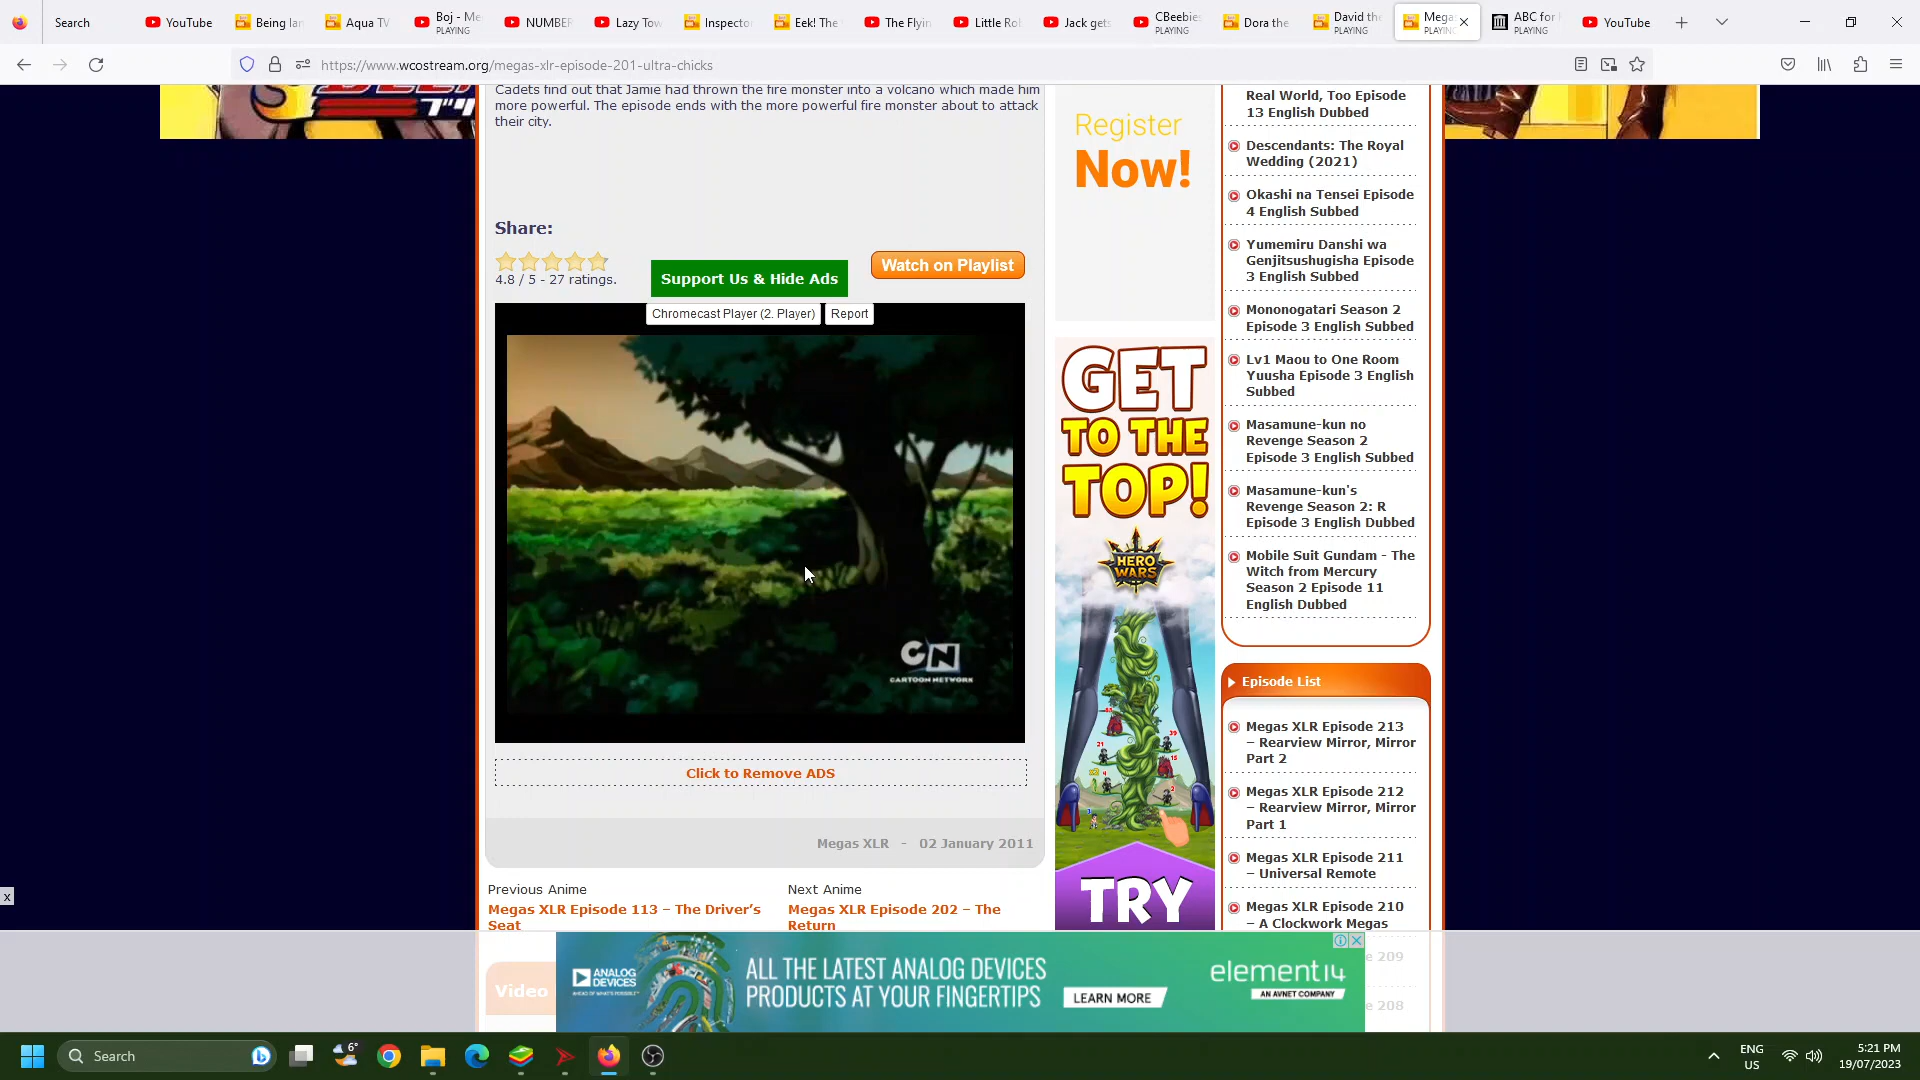 Search
YouTube
Being Ian
Aqua TV
Boj - Me
PLAYING
NUMBER
Lazy Tow
Inspector
Eek! The
The Flyin
Little Ro
Jack gets
CBeebies
PLAYING
Dora the
David the
PLAYING
Megas
PLAYING
ABC for
PLAYING
YouTube
https://www.wcostream.org/megas-xlr-episode-201-ultra-chicks
Cadets find out that Jamie had thrown the fire monster into a volcano which made him
more powerful. The episode ends with the more powerful fire monster about to attack
their city.
Share:
4.8 / 5 - 27 ratings.
Support Us & Hide Ads
Watch on Playlist
Chromecast Player (2. Player)
Report
CN
CARTOON NETWORK
Click to Remove ADS
Megas XLR - 02 January 2011
Previous Anime
Megas XLR Episode 113 – The Driver's
Seat
Next Anime
Megas XLR Episode 202 – The
Return
Video
Register
Now!
GET
TO THE
TOP!
HERO
WARS
TRY
Real World, Too Episode
13 English Dubbed
Descendants: The Royal
Wedding (2021)
Okashi na Tensei Episode
4 English Subbed
Yumemiru Danshi wa
Genjitsushugisha Episode
3 English Subbed
Mononogatari Season 2
Episode 3 English Subbed
Lv1 Maou to One Room
Yuusha Episode 3 English
Subbed
Masamune-kun no
Revenge Season 2
Episode 3 English Subbed
Masamune-kun's
Revenge Season 2: R
Episode 3 English Dubbed
Mobile Suit Gundam - The
Witch from Mercury
Season 2 Episode 11
English Dubbed
Episode List
Megas XLR Episode 213
– Rearview Mirror, Mirror
Part 2
Megas XLR Episode 212
– Rearview Mirror, Mirror
Part 1
Megas XLR Episode 211
– Universal Remote
Megas XLR Episode 210
– A Clockwork Megas
e 209
e 208
x
ANALOG
DEVICES
AHEAD OF WHAT'S POSSIBLE
ALL THE LATEST ANALOG DEVICES
PRODUCTS AT YOUR FINGERTIPS
LEARN MORE
element14
AN AVNET COMPANY
Search
6°
ENG
US
5:21 PM
19/07/2023